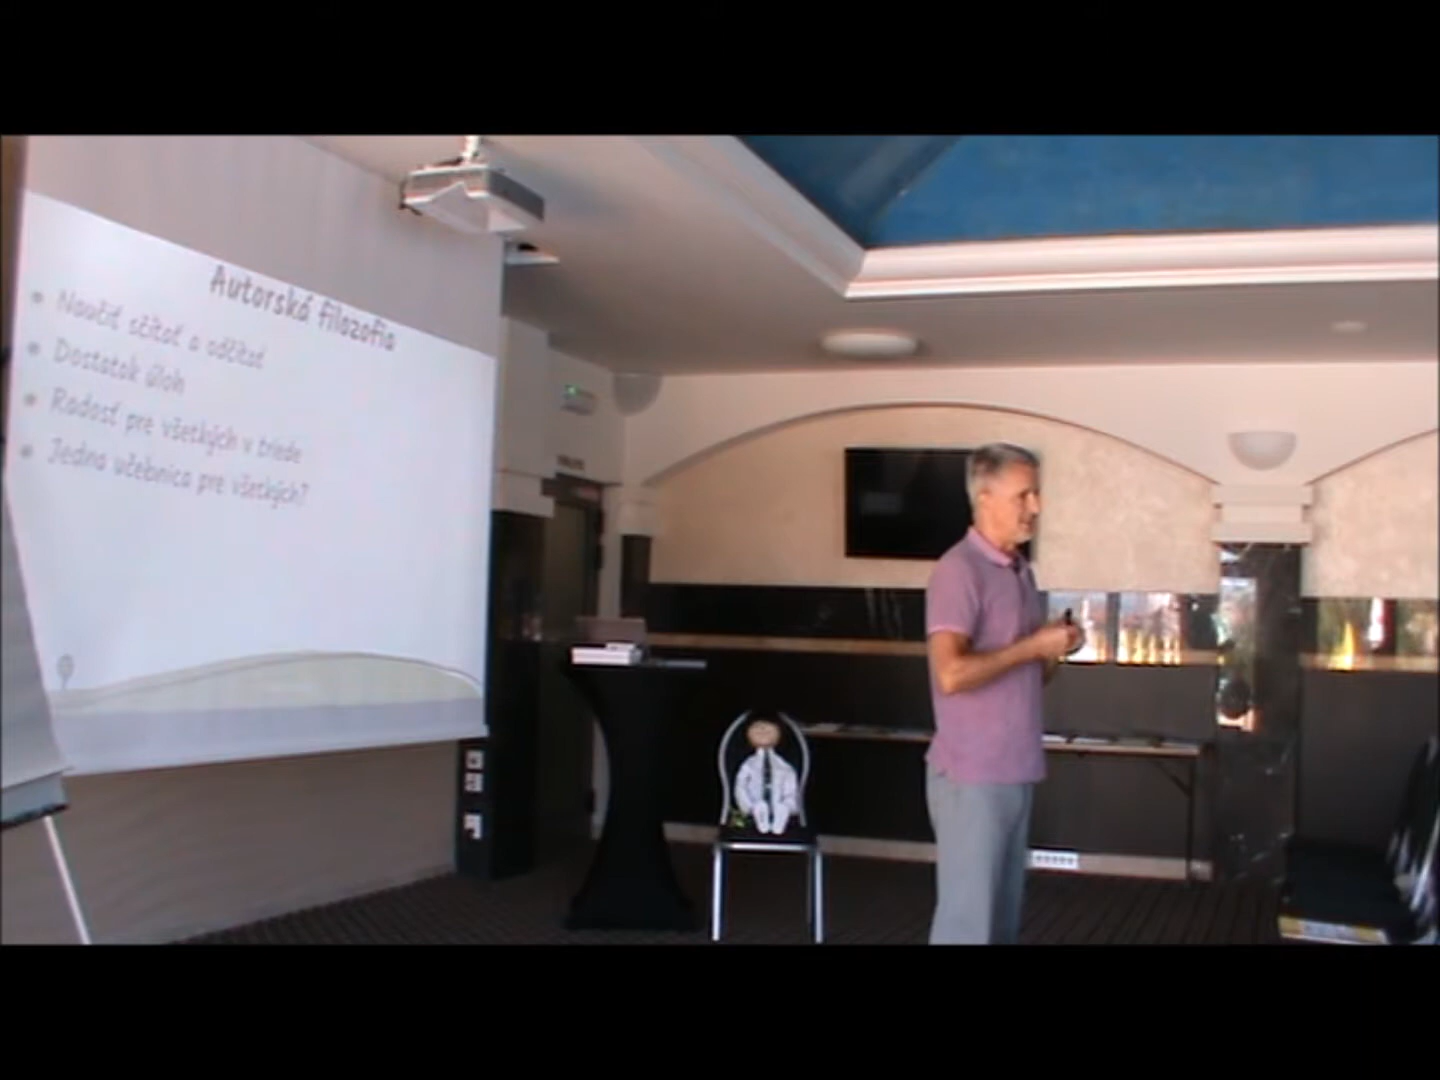 Autorská filozofia
Naučiť sčítať a odčítať
Dostatok úloh
Radosť pre všetkých v triede
Jedna učebnica pre všetkých?